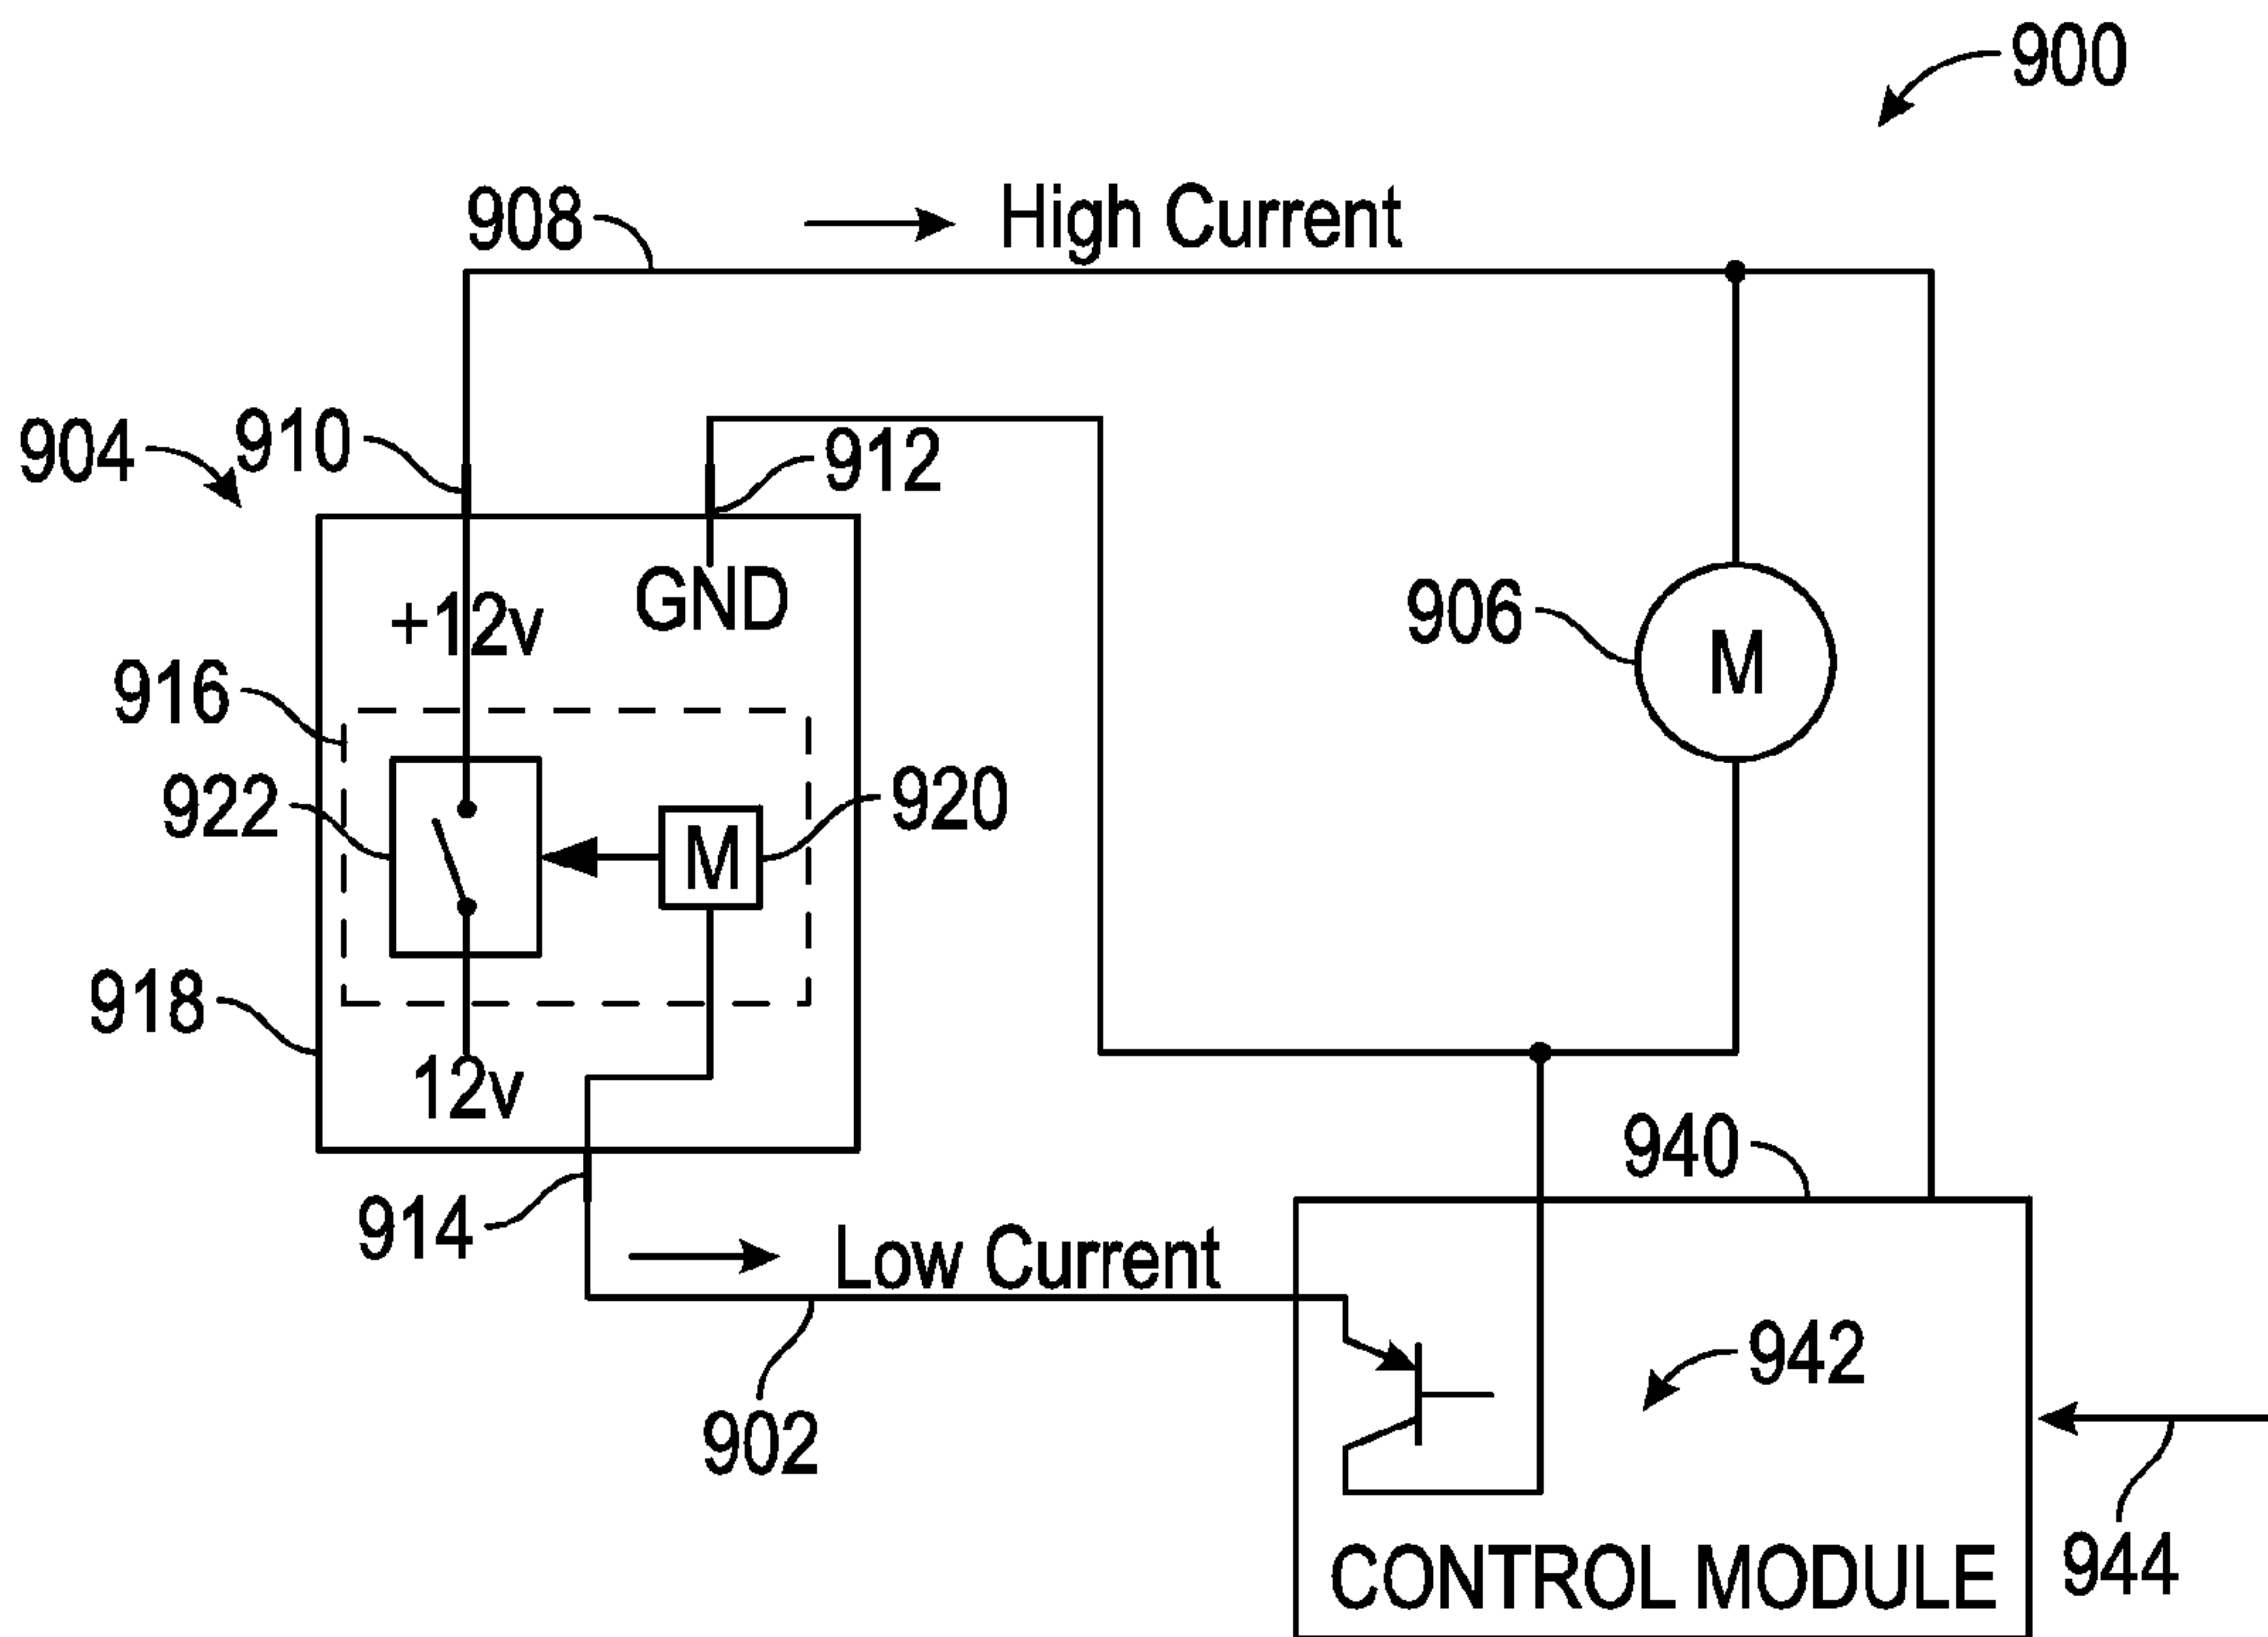 900
908
High Current
904
910
912
GND
+12v
906
M
916
922
M
920
918
12v
940
914
Low Current
942
902
CONTROL MODULE
944